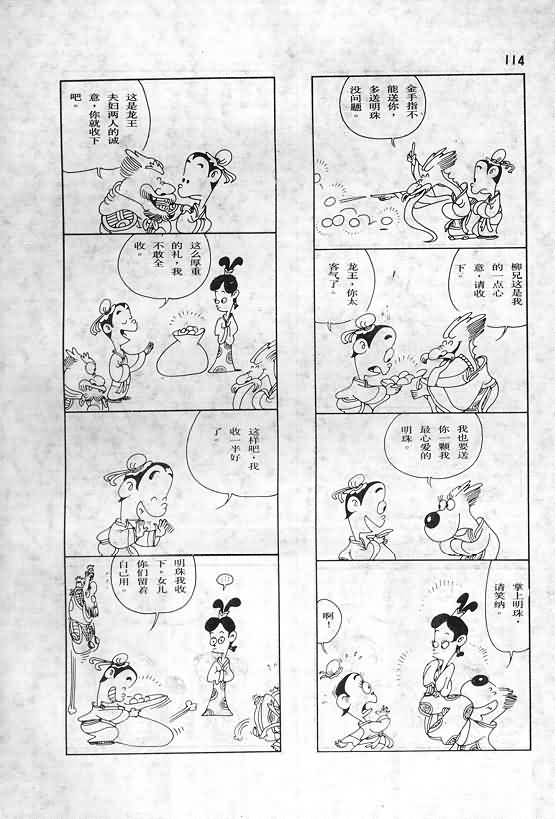 114
金手指不
能送你，
多送明珠
没问题。
柳兄这是我
的点心
意，请收
下。
龙王，你太
客气了。
我也要送
你一颗我
最心爱的
明珠。
掌上明珠，
请笑纳。
啊！
这是龙王
夫妇两人的诚
意，你就收下
吧。
这么厚重
的礼，我
不敢全
收。
这样吧，我
收一半好
了。
明珠我收
下。女儿
你们留着
自己用。
!